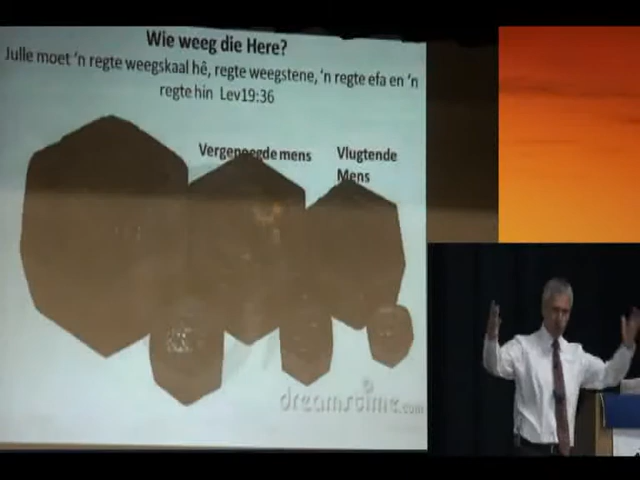 Wie weeg die Here?
Julle moet 'n regte weegskaal hê, regte weegstene, 'n regte efa en 'n
regte hin Lev19:36
Vergenoegde mens
Vlugtende
Mens
dreamstime.com